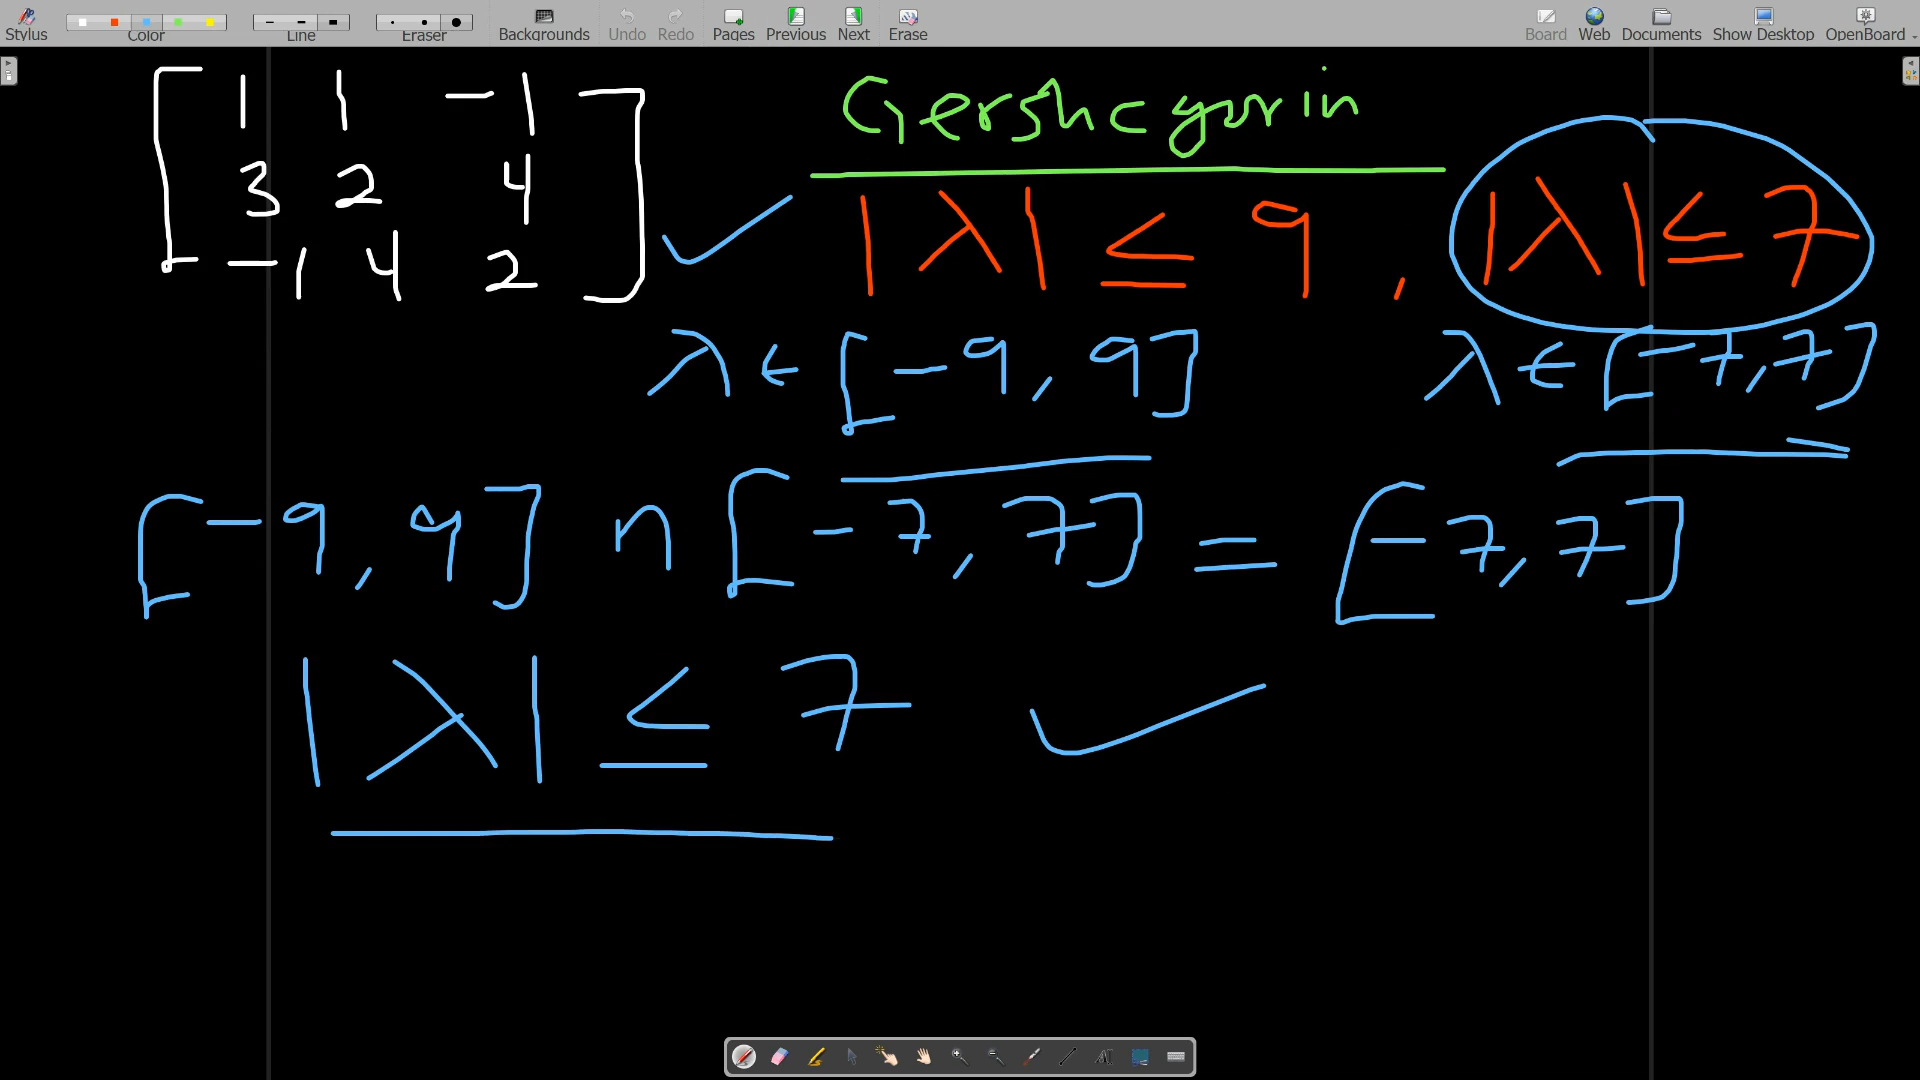 Stylus Color Line Eraser Backgrounds Undo Redo Pages Previous Next Erase Board Web Documents Show Desktop OpenBoard
1 1 -1
3 2 4
-1 4 2
Gershcgorin
|λ| ≤ 9, |λ| ≤ 7
λ ∈ [-9, 9] λ ∈ [-7, 7]
[-9, 9] ∩ [-7, 7] = [-7, 7]
|λ| ≤ 7